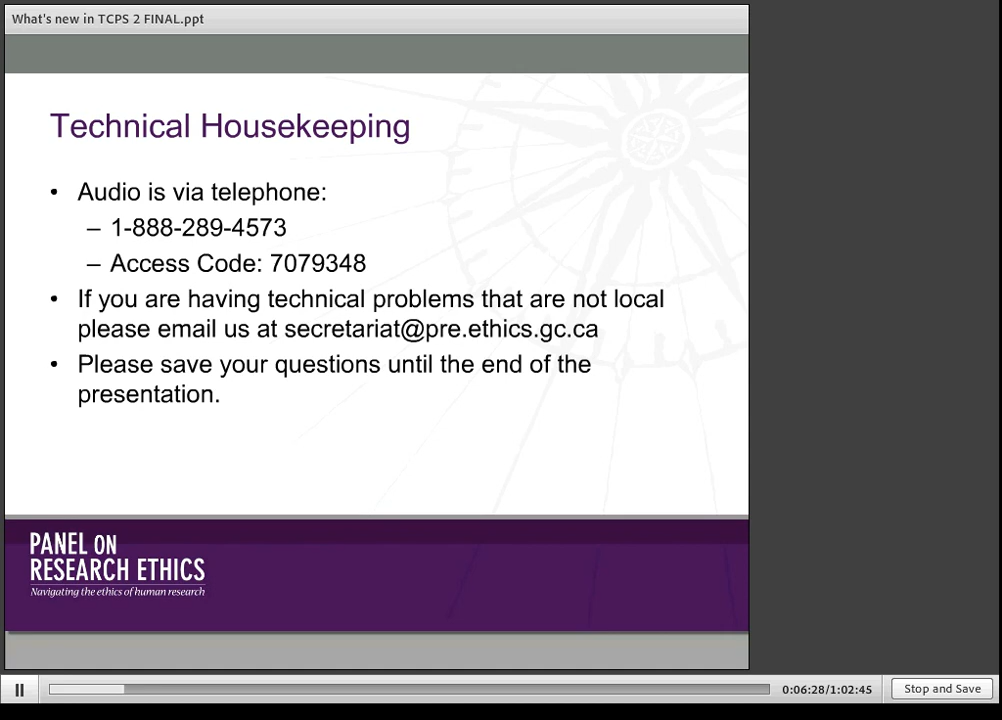 What's new in TCPS 2 FINAL.ppt
Technical Housekeeping
• Audio is via telephone:
– 1-888-289-4573
– Access Code: 7079348
• If you are having technical problems that are not local
please email us at secretariat@pre.ethics.gc.ca
• Please save your questions until the end of the
presentation.
PANEL ON
RESEARCH ETHICS
Navigating the ethics of human research
0:06:28/1:02:45
Stop and Save